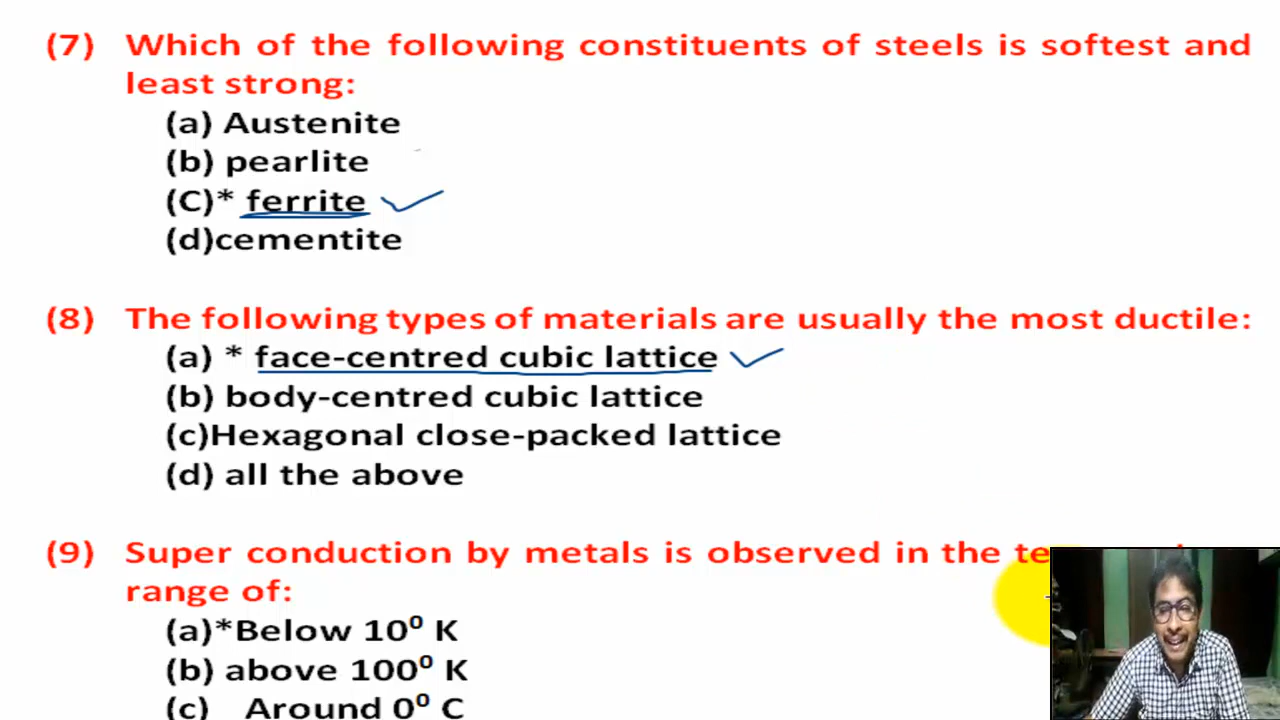 (7) Which of the following constituents of steels is softest and
least strong:
(a) Austenite
(b) pearlite
(C)* ferrite
(d)cementite
(8) The following types of materials are usually the most ductile:
(a) * face-centred cubic lattice
(b) body-centred cubic lattice
(c)Hexagonal close-packed lattice
(d) all the above
(9) Super conduction by metals is observed in the
range of:
(a)*Below 10⁰ K
(b) above 100⁰ K
(c) Around 0⁰ C